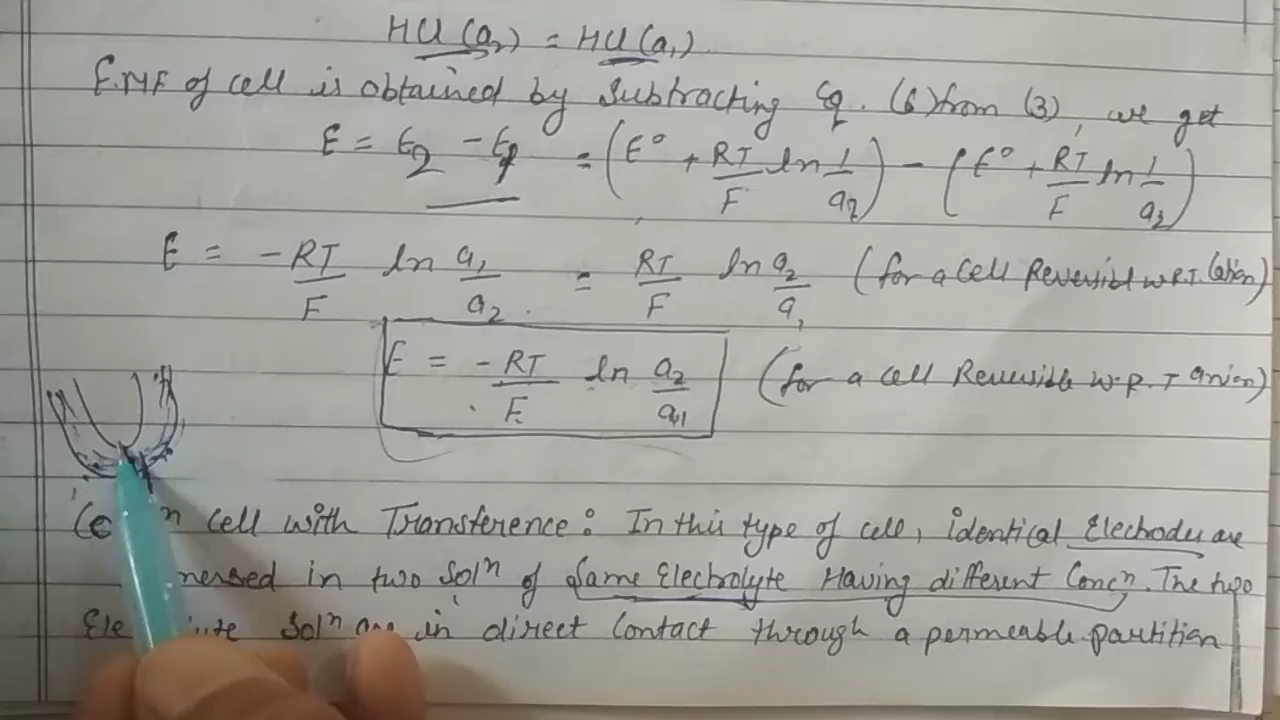 HCl (a₂) = HCl (a₁)
E.MF of cell is obtained by Subtracting Eq. (6) from (3), we get
E = E₂ - E₁ = (E° + RT/F ln 1/a₂) - (E° + RT/F ln 1/a₃)
E = -RT/F ln a₁/a₂ = RT/F ln a₂/a₁ (for a cell Reversible W.R.T. Cation)
E = -RT/F ln a₂/a₁ (for a cell Reversible W.R.T anion)
cell with Transference: In this type of cell, identical Electrodes are
in two Solⁿ of Same Electrolyte Having different Concⁿ. The two
Solⁿ are in direct Contact through a permeable partition